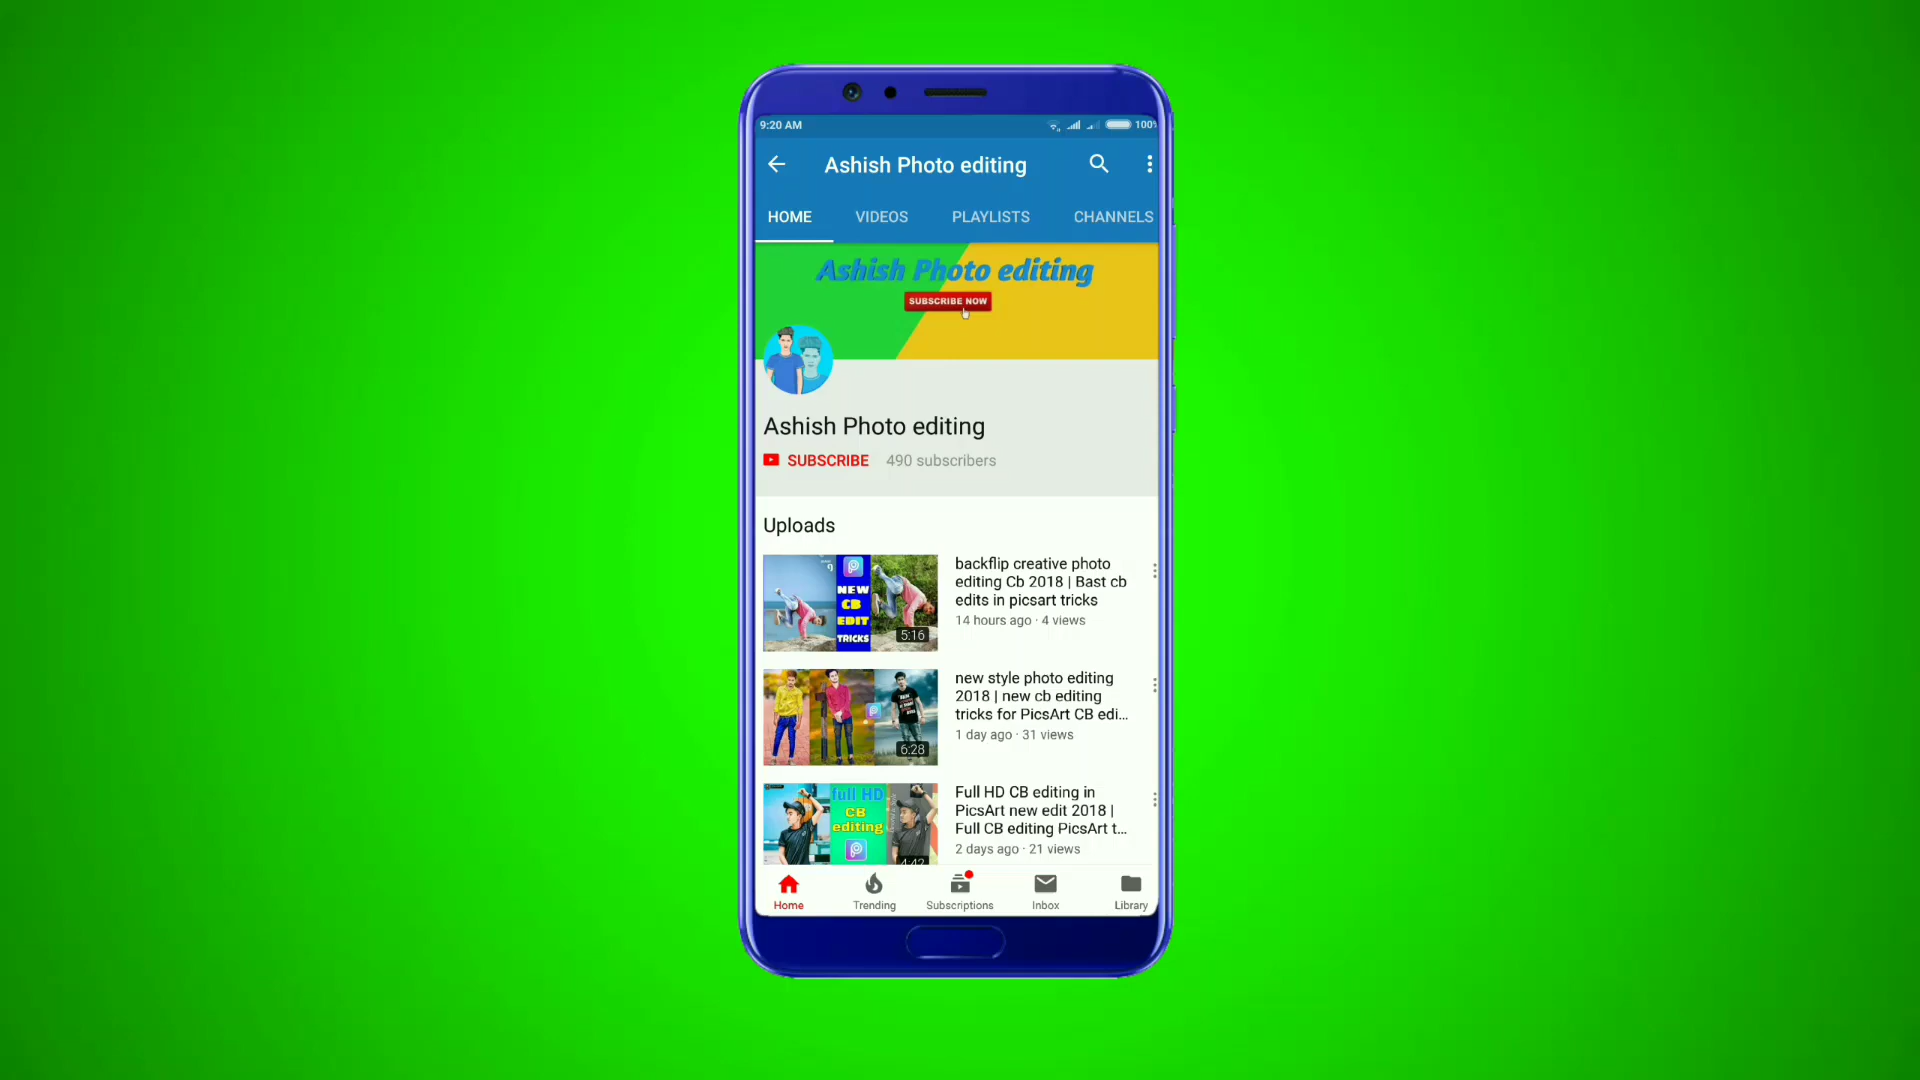 9:20 AM
100%
Ashish Photo editing
HOME VIDEOS PLAYLISTS CHANNELS
Ashish Photo editing
SUBSCRIBE NOW
Ashish Photo editing
SUBSCRIBE 490 subscribers
Uploads
NEW
CB
EDIT
TRICKS
5:16
backflip creative photo
editing Cb 2018 | Bast cb
edits in picsart tricks
14 hours ago · 4 views
6:28
new style photo editing
2018 | new cb editing
tricks for PicsArt CB edi...
1 day ago · 31 views
full HD
CB
editing
4:42
Full HD CB editing in
PicsArt new edit 2018 |
Full CB editing PicsArt t...
2 days ago · 21 views
Home Trending Subscriptions Inbox Library